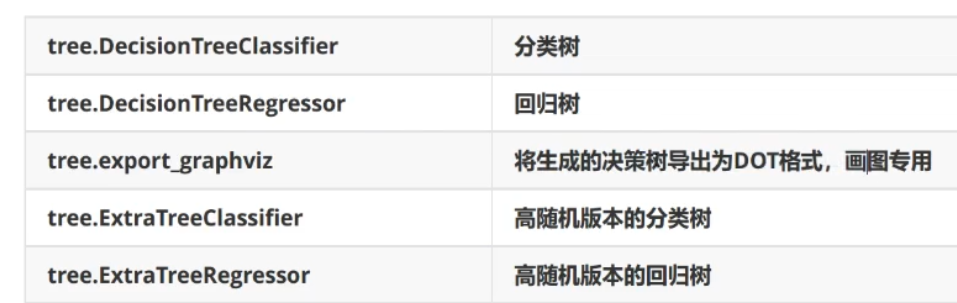 tree.DecisionTreeClassifier 分类树
tree.DecisionTreeRegressor 回归树
tree.export_graphviz 将生成的决策树导出为DOT格式，画图专用
tree.ExtraTreeClassifier 高随机版本的分类树
tree.ExtraTreeRegressor 高随机版本的回归树